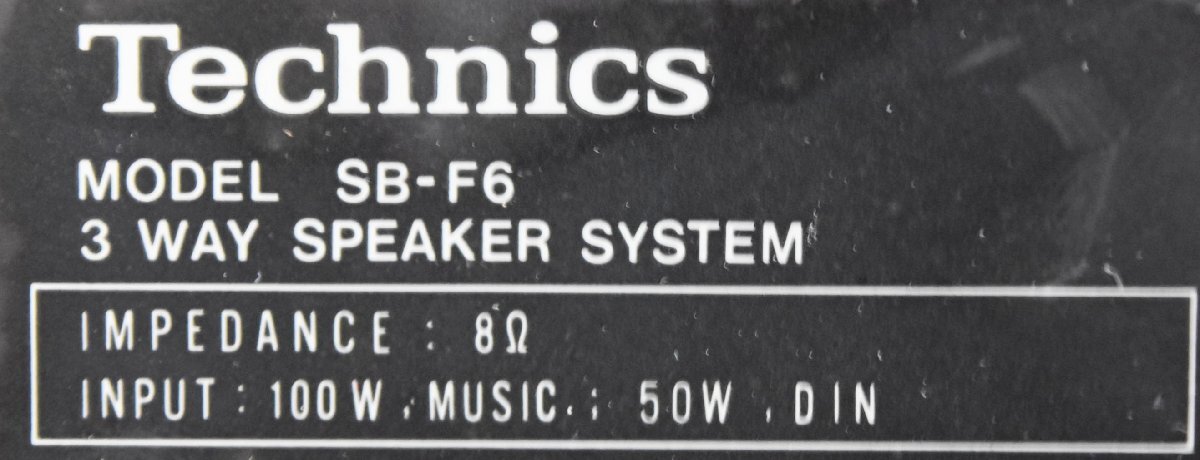 Technics
MODEL SB-F6
3 WAY SPEAKER SYSTEM
IMPEDANCE : 8Ω
INPUT : 100W, MUSIC. ; 50W, DIN